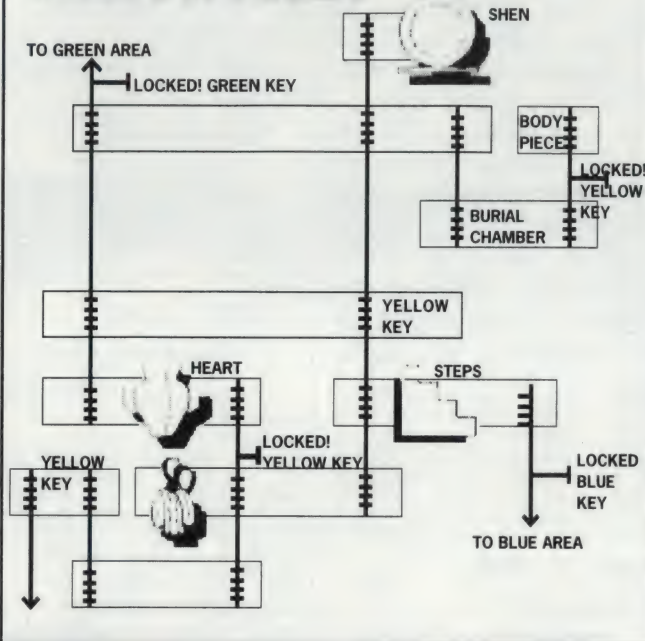 SHEN
TO GREEN AREA
LOCKED! GREEN KEY
BODY
PIECE
LOCKED!
YELLOW
KEY
BURIAL
CHAMBER
YELLOW
KEY
HEART
STEPS
LOCKED!
YELLOW KEY
YELLOW
KEY
LOCKED
BLUE
KEY
TO BLUE AREA